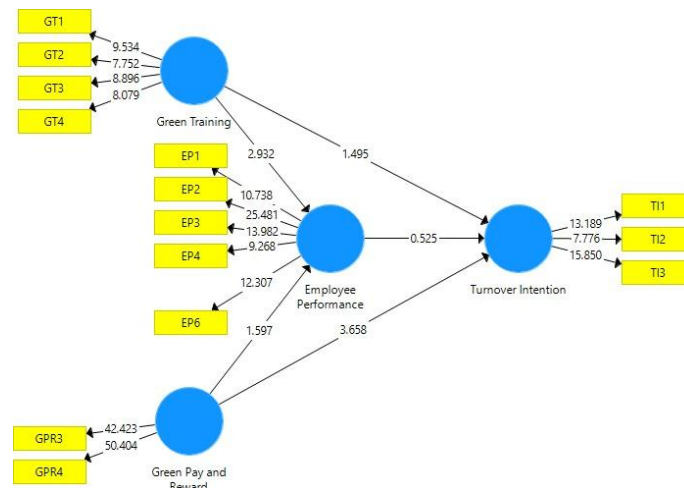 GT1
9.534
GT2
7.752
GT3
8.896
GT4
8.079
Green Training
2.932
1.495
EP1
10.738
EP2
25.481
EP3
13.982
EP4
9.268
12.307
EP6
Employee
Performance
0.525
Turnover Intention
13.189
TI1
7.776
TI2
15.850
TI3
1.597
3.658
GPR3
42.423
50.404
GPR4
Green Pay and
Reward